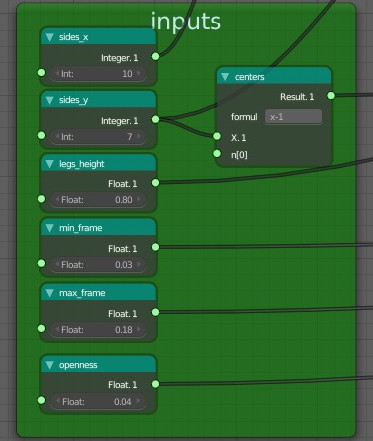 inputs
sides_x
Integer. 1
Int: 10
sides_y
Integer. 1
Int: 7
centers
Result. 1
formul x-1
X. 1
n[0]
legs_height
Float. 1
Float: 0.80
min_frame
Float. 1
Float: 0.03
max_frame
Float. 1
Float: 0.18
openness
Float. 1
Float: 0.04